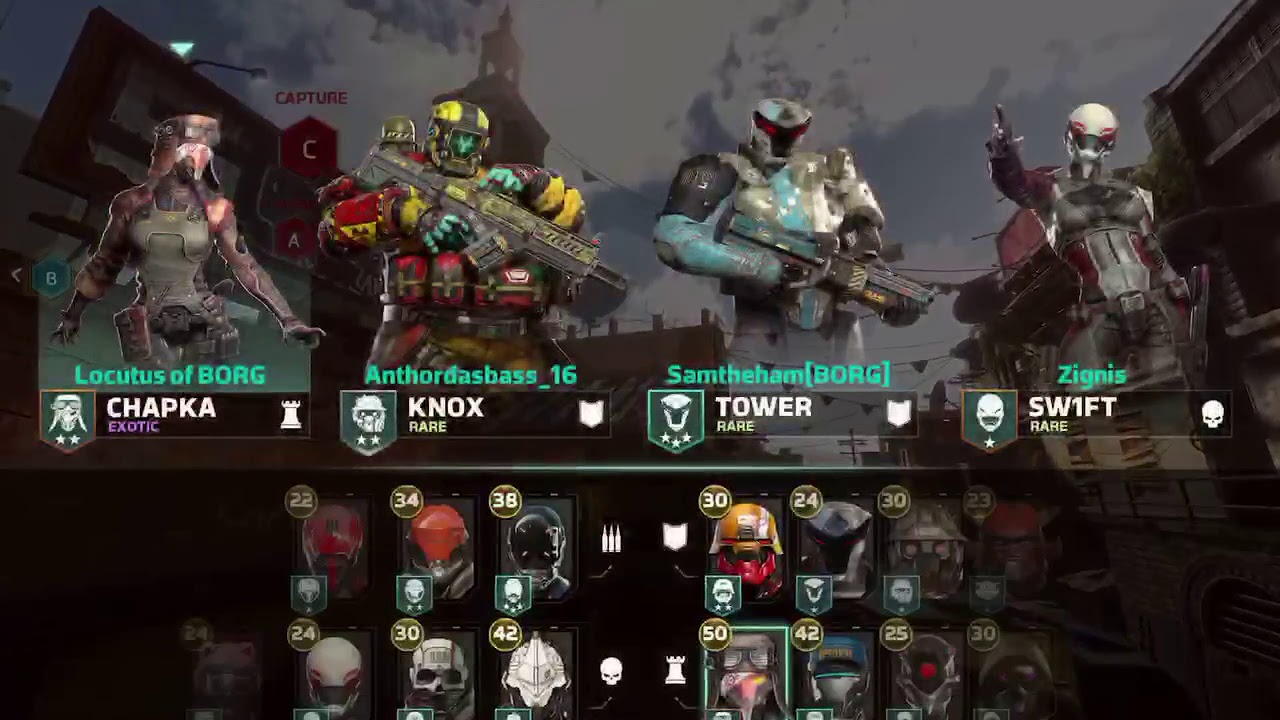 CAPTURE
C
A
B
Locutus of BORG
Anthordasbass_16
Samtheham[BORG]
Zignis
CHAPKA
EXOTIC
KNOX
RARE
TOWER
RARE
SW1FT
RARE
22
34
38
30
24
30
23
24
24
30
42
50
42
25
30